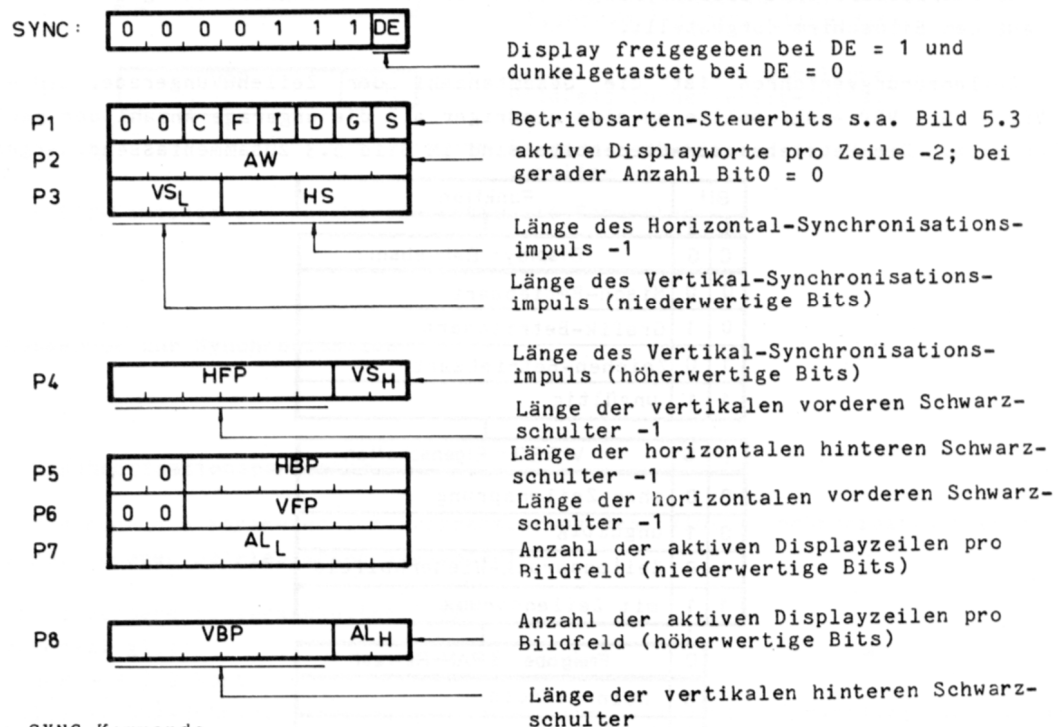 SYNC: 0 0 0 0 1 1 1 DE
Display freigegeben bei DE = 1 und
dunkelgetastet bei DE = 0
P1 0 0 C F I D G S
Betriebsarten-Steuerbits s.a. Bild 5.3
P2 AW
aktive Displayworte pro Zeile -2; bei
gerader Anzahl Bit0 = 0
P3 VSL HS
Länge des Horizontal-Synchronisations-
impuls -1
Länge des Vertikal-Synchronisations-
impuls (niederwertige Bits)
P4 HFP VSH
Länge des Vertikal-Synchronisations-
impuls (höherwertige Bits)
Länge der vertikalen vorderen Schwarz-
schulter -1
P5 0 0 HBP
Länge der horizontalen hinteren Schwarz-
schulter -1
P6 0 0 VFP
Länge der horizontalen vorderen Schwarz-
schulter -1
P7 ALL
Anzahl der aktiven Displayzeilen pro
Bildfeld (niederwertige Bits)
P8 VBP ALH
Anzahl der aktiven Displayzeilen pro
Bildfeld (höherwertige Bits)
Länge der vertikalen hinteren Schwarz-
schulter